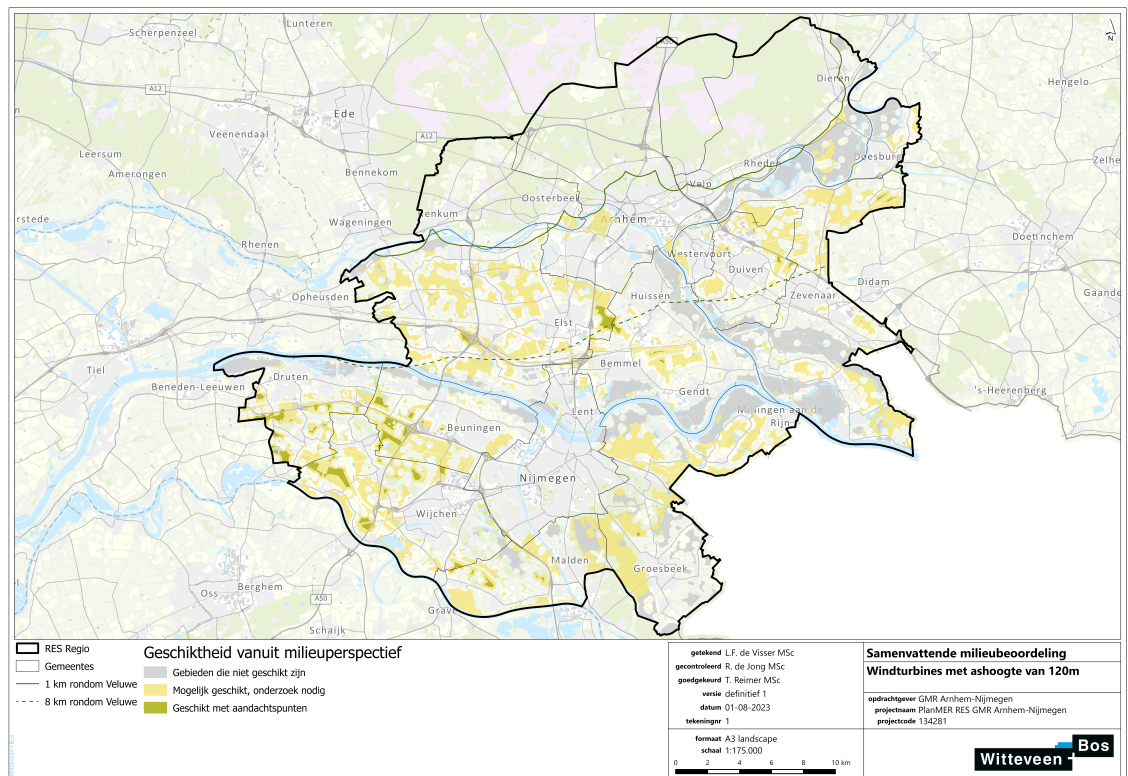 Lunteren
Scherpenzeel
N
Dieren
Hengelo
A12
Ede
Veenendaal
A12
Leersum
Amerongen
Bennekom
Rheden
Doesburg
Zelhe
Velp
Oosterbeek
erstede
Wageningen
enkum
Arnhem
Rhenen
Doetinchem
Westervoort
Duiven
Didam
Opheusden
Huissen
Zevenaar
Gaande
Elst
Tiel
Bemmel
Druten
Beneden-Leeuwen
Gendt
's-Heerenberg
Lent
Millingen aan de
Rijn
Beuningen
Nijmegen
Wijchen
Malden
Groesbeek
Berghem
Oss
A50
Grave
Schaijk
RES Regio
Gemeentes
1 km rondom Veluwe
8 km rondom Veluwe
Geschiktheid vanuit milieuperspectief
Gebieden die niet geschikt zijn
Mogelijk geschikt, onderzoek nodig
Geschikt met aandachtspunten
getekend L.F. de Visser MSc
gecontroleerd R. de Jong MSc
goedgekeurd T. Reimer MSc
versie definitief 1
datum 01-08-2023
tekeningnr 1
formaat A3 landscape
schaal 1:175.000
0 2 4 6 8 10 km
Samenvattende milieubeoordeling
Windturbines met ashoogte van 120m
opdrachtgever GMR Arnhem-Nijmegen
projectnaam PlanMER RES GMR Arnhem-Nijmegen
projectcode 134281
Witteveen + Bos
Witteveen+Bos